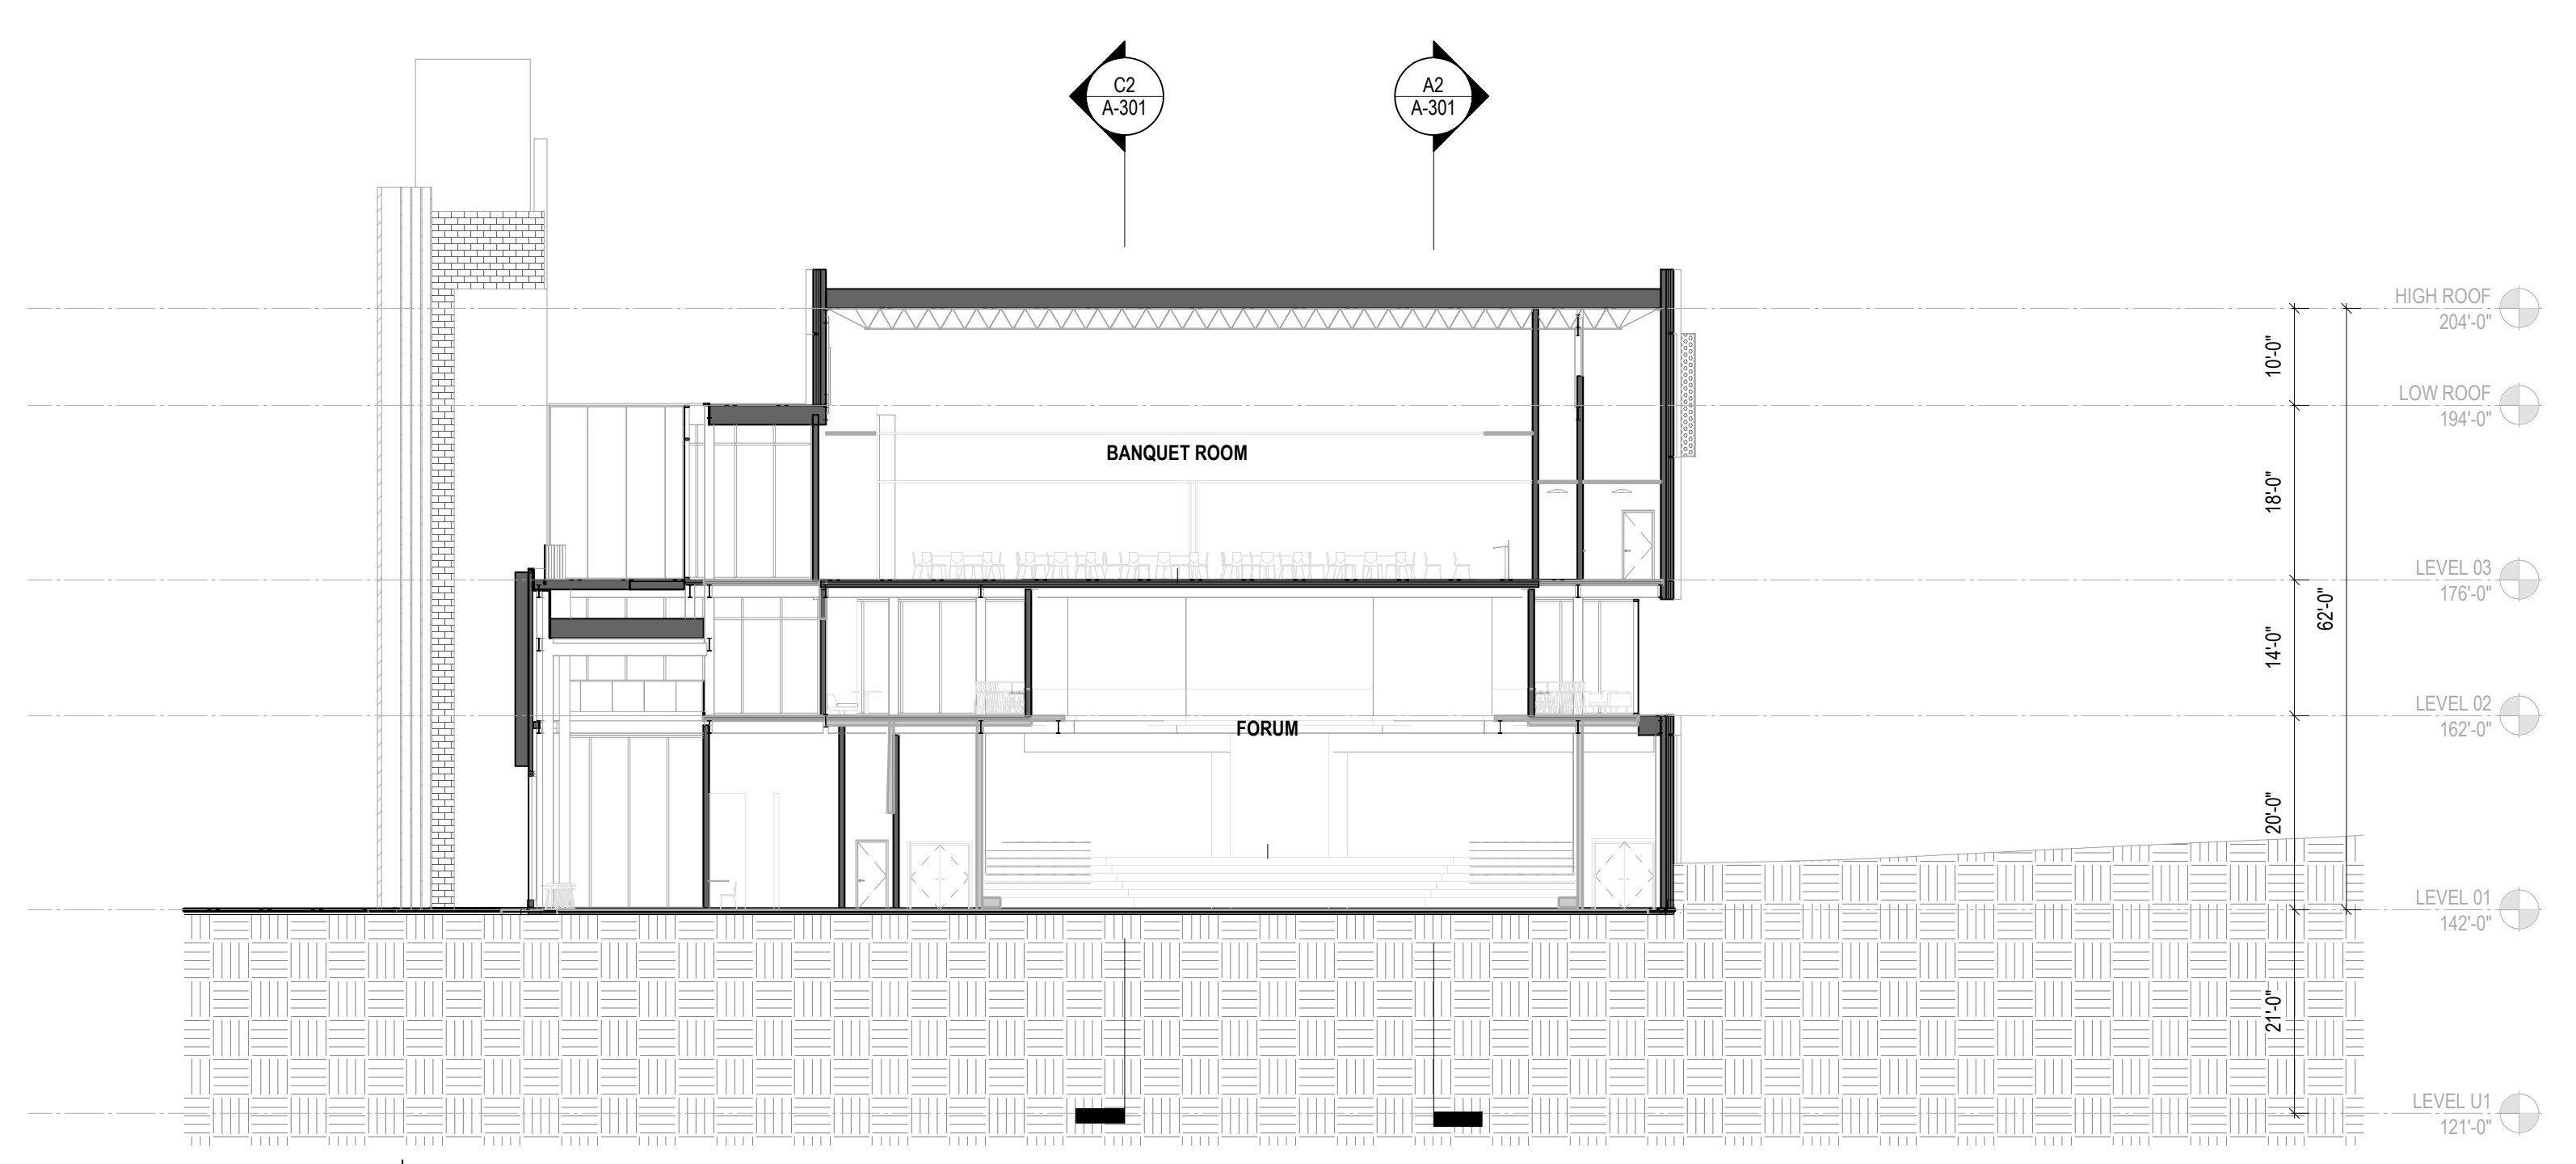 C2
A-301
A2
A-301
HIGH ROOF
204'-0"
10'-0"
LOW ROOF
194'-0"
BANQUET ROOM
18'-0"
LEVEL 03
176'-0"
62'-0"
14'-0"
LEVEL 02
162'-0"
FORUM
20'-0"
LEVEL 01
142'-0"
21'-0"
LEVEL U1
121'-0"